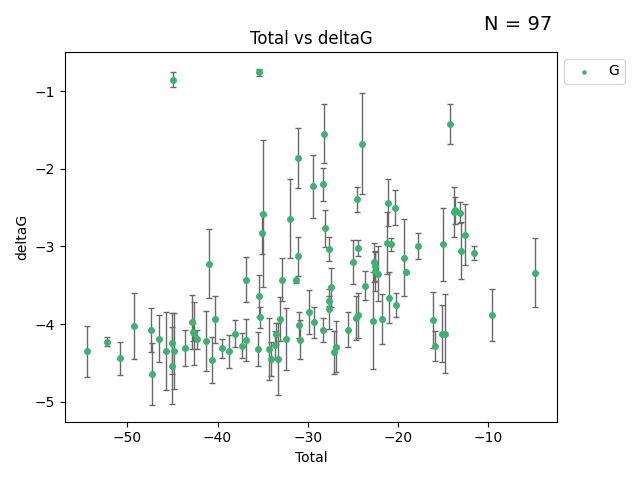 N = 97
Total vs deltaG
G
−1
−2
−3
−4
−5
deltaG
−50
−40
−30
−20
−10
Total